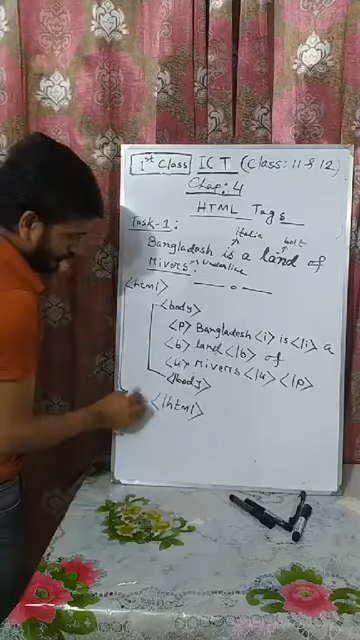 1st Class ICT (Class: 11 & 12)
Chap: 4
HTML Tags
Task-1:
italic bolt
Bangladesh is a land of
Rivers. → Underline
<html>
<body>
<p> Bangladesh <i> is </i> a
<b> land </b> of
<u> Rivers </u> </p>
</body>
</html>